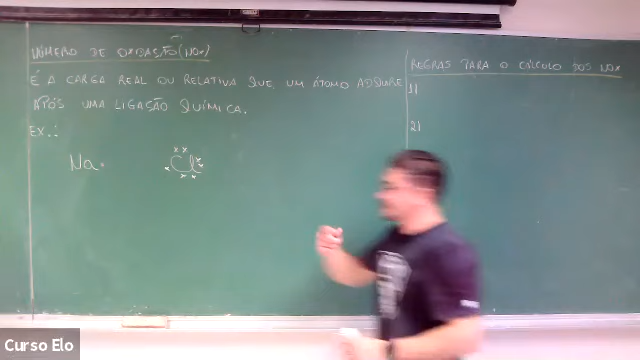 NÚMERO DE OXIDAÇÃO (NOX)
É A CARGA REAL OU RELATIVA QUE UM ÁTOMO ADQUIRE
APÓS UMA LIGAÇÃO QUÍMICA.
EX.:
Na
Cl
REGRAS PARA O CÁLCULO DOS NOX
1)
2)
Curso Elo